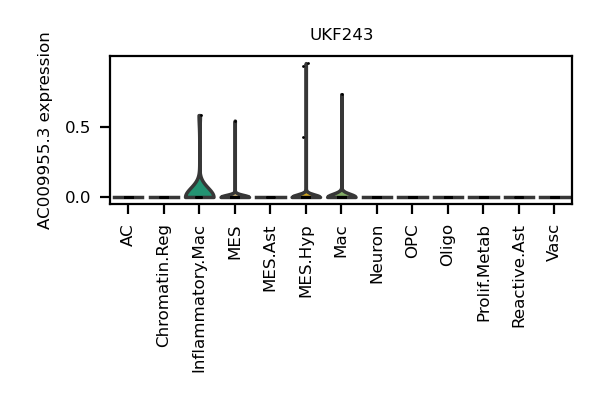 UKF243
AC009955.3 expression
0.5
0.0
AC
Chromatin.Reg
Inflammatory.Mac
MES
MES.Ast
MES.Hyp
Mac
Neuron
OPC
Oligo
Prolif.Metab
Reactive.Ast
Vasc